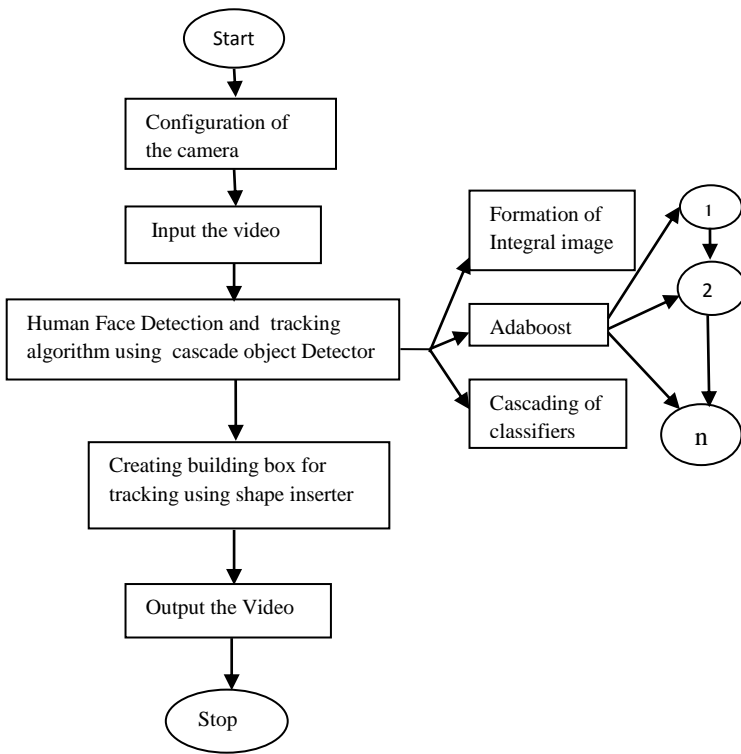 Start
Configuration of
the camera
Input the video
Human Face Detection and tracking
algorithm using cascade object Detector
Creating building box for
tracking using shape inserter
Output the Video
Stop
Formation of
Integral image
Adaboost
Cascading of
classifiers
1
2
n